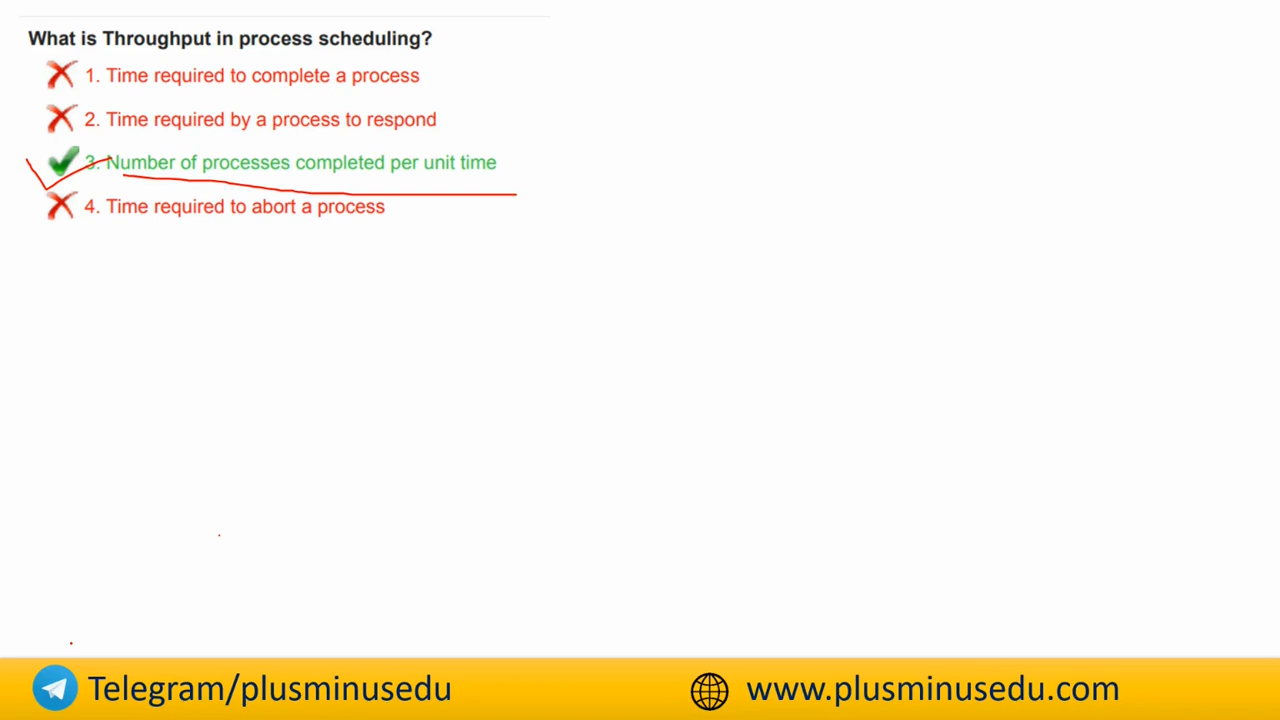 What is Throughput in process scheduling?
1. Time required to complete a process
2. Time required by a process to respond
3. Number of processes completed per unit time
4. Time required to abort a process
Telegram/plusminusedu
www.plusminusedu.com